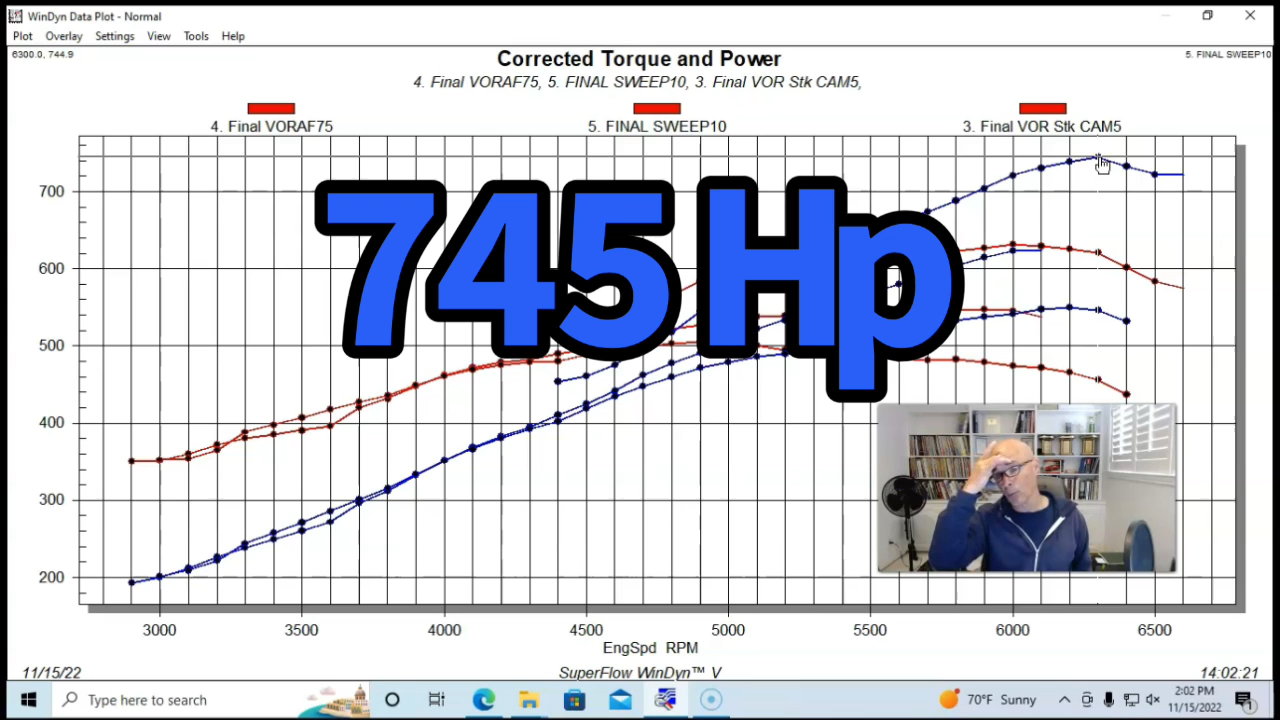 WinDyn Data Plot - Normal
Plot Overlay Settings View Tools Help
6300.0, 744.9
5. FINAL SWEEP10
Corrected Torque and Power
4. Final VORAF75, 5. FINAL SWEEP10, 3. Final VOR Stk CAM5,
4. Final VORAF75 5. FINAL SWEEP10 3. Final VOR Stk CAM5
745 Hp
700
600
500
400
300
200
3000 3500 4000 4500 5000 5500 6000 6500
EngSpd RPM
11/15/22 SuperFlow WinDyn™ V 14:02:21
Type here to search
70°F Sunny
2:02 PM
11/15/2022
1